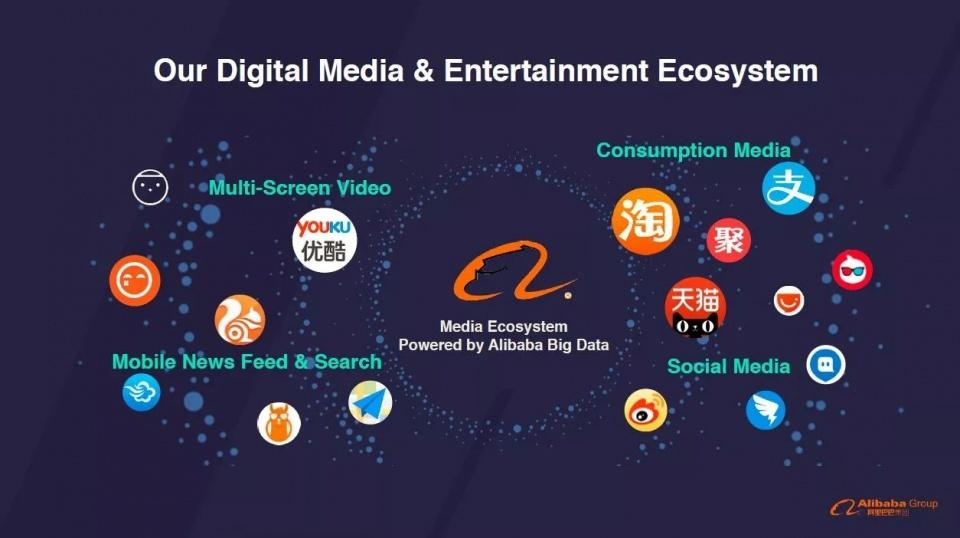 Our Digital Media & Entertainment Ecosystem
Consumption Media
Multi-Screen Video
支
YOUKU
优酷
淘
聚
天猫
Media Ecosystem
Powered by Alibaba Big Data
Mobile News Feed & Search
Social Media
Alibaba Group
阿里巴巴集团